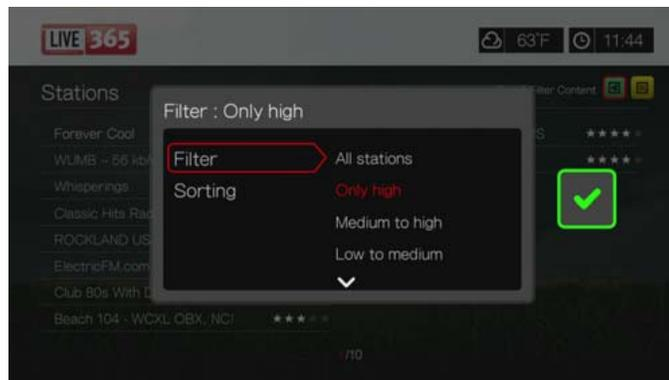 LIVE 365
63°F 11:44
Stations
Filter Content
Filter : Only high
Forever Cool
WUMB - 56
Whisperings
Classic Hits
ROCKLAND US
ElectricFM.com
Club 80s With
Beach 104 - WCXL OBX, NC!
Filter
Sorting
All stations
Only high
Medium to high
Low to medium
/10